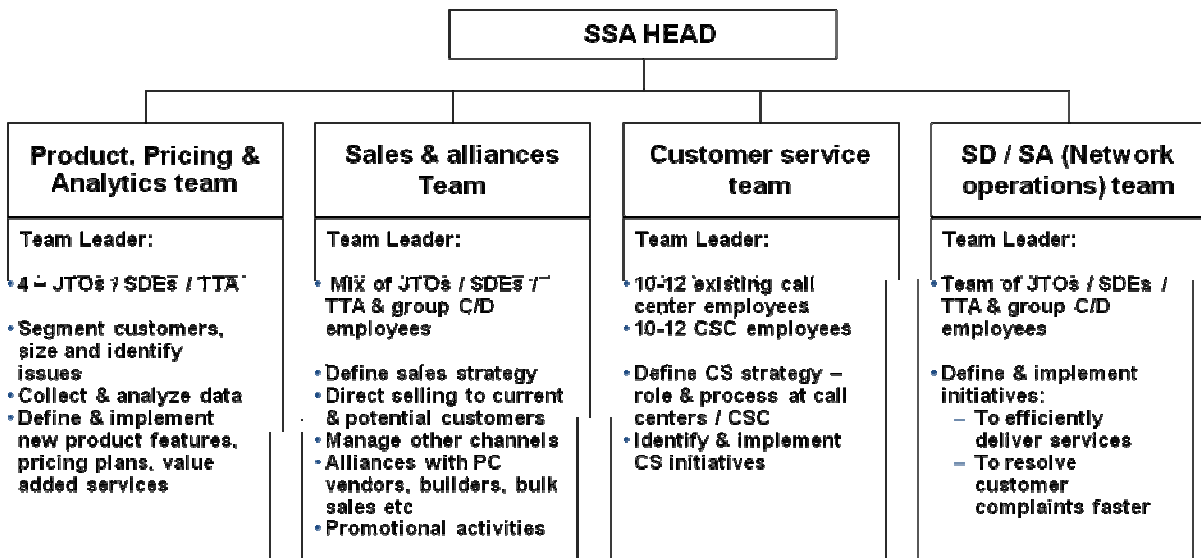 SSA HEAD
Product, Pricing &
Analytics team
Team Leader:
• 4 – JTOs / SDEs / TTA
• Segment customers,
size and identify
issues
• Collect & analyze data
• Define & implement
new product features,
pricing plans, value
added services
Sales & alliances
Team
Team Leader:
• Mix of JTOs / SDEs /
TTA & group C/D
employees
• Define sales strategy
• Direct selling to current
& potential customers
• Manage other channels
• Alliances with PC
vendors, builders, bulk
sales etc
• Promotional activities
Customer service
team
Team Leader:
• 10-12 existing call
center employees
• 10-12 CSC employees
• Define CS strategy –
role & process at call
centers / CSC
• Identify & implement
CS initiatives
SD / SA (Network
operations) team
Team Leader:
• Team of JTOs / SDEs /
TTA & group C/D
employees
• Define & implement
initiatives:
– To efficiently
deliver services
– To resolve
customer
complaints faster